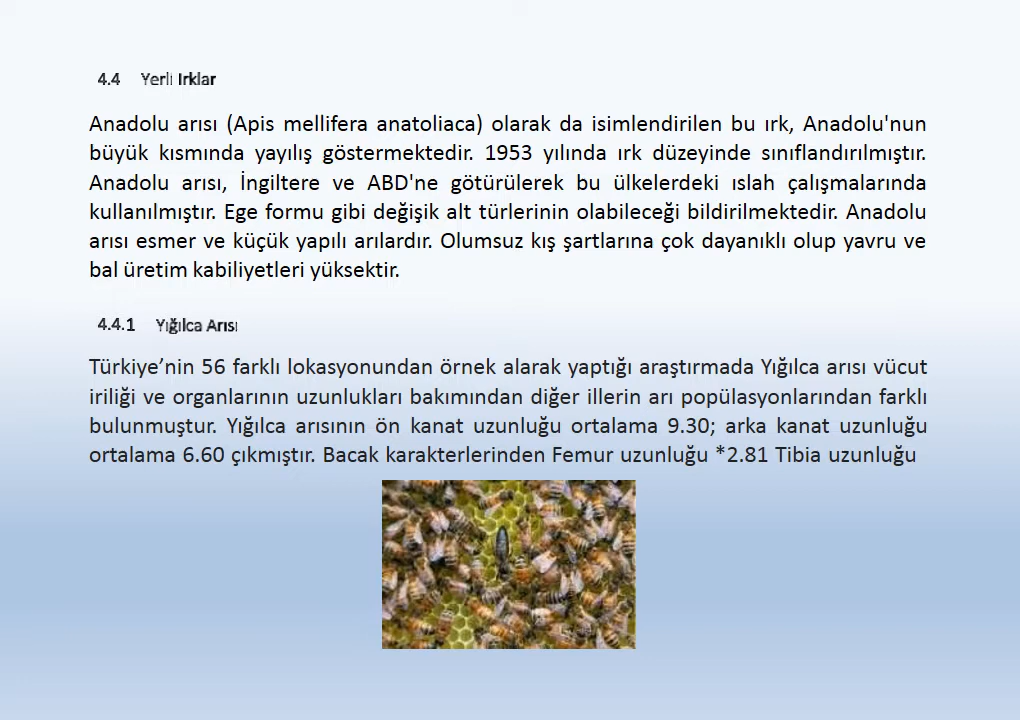 4.4 Yerli Irklar
Anadolu arısı (Apis mellifera anatoliaca) olarak da isimlendirilen bu ırk, Anadolu'nun
büyük kısmında yayılış göstermektedir. 1953 yılında ırk düzeyinde sınıflandırılmıştır.
Anadolu arısı, İngiltere ve ABD'ne götürülerek bu ülkelerdeki ıslah çalışmalarında
kullanılmıştır. Ege formu gibi değişik alt türlerinin olabileceği bildirilmektedir. Anadolu
arısı esmer ve küçük yapılı arılardır. Olumsuz kış şartlarına çok dayanıklı olup yavru ve
bal üretim kabiliyetleri yüksektir.
4.4.1 Yığılca Arısı
Türkiye’nin 56 farklı lokasyonundan örnek alarak yaptığı araştırmada Yığılca arısı vücut
iriliği ve organlarının uzunlukları bakımından diğer illerin arı popülasyonlarından farklı
bulunmuştur. Yığılca arısının ön kanat uzunluğu ortalama 9.30; arka kanat uzunluğu
ortalama 6.60 çıkmıştır. Bacak karakterlerinden Femur uzunluğu *2.81 Tibia uzunluğu